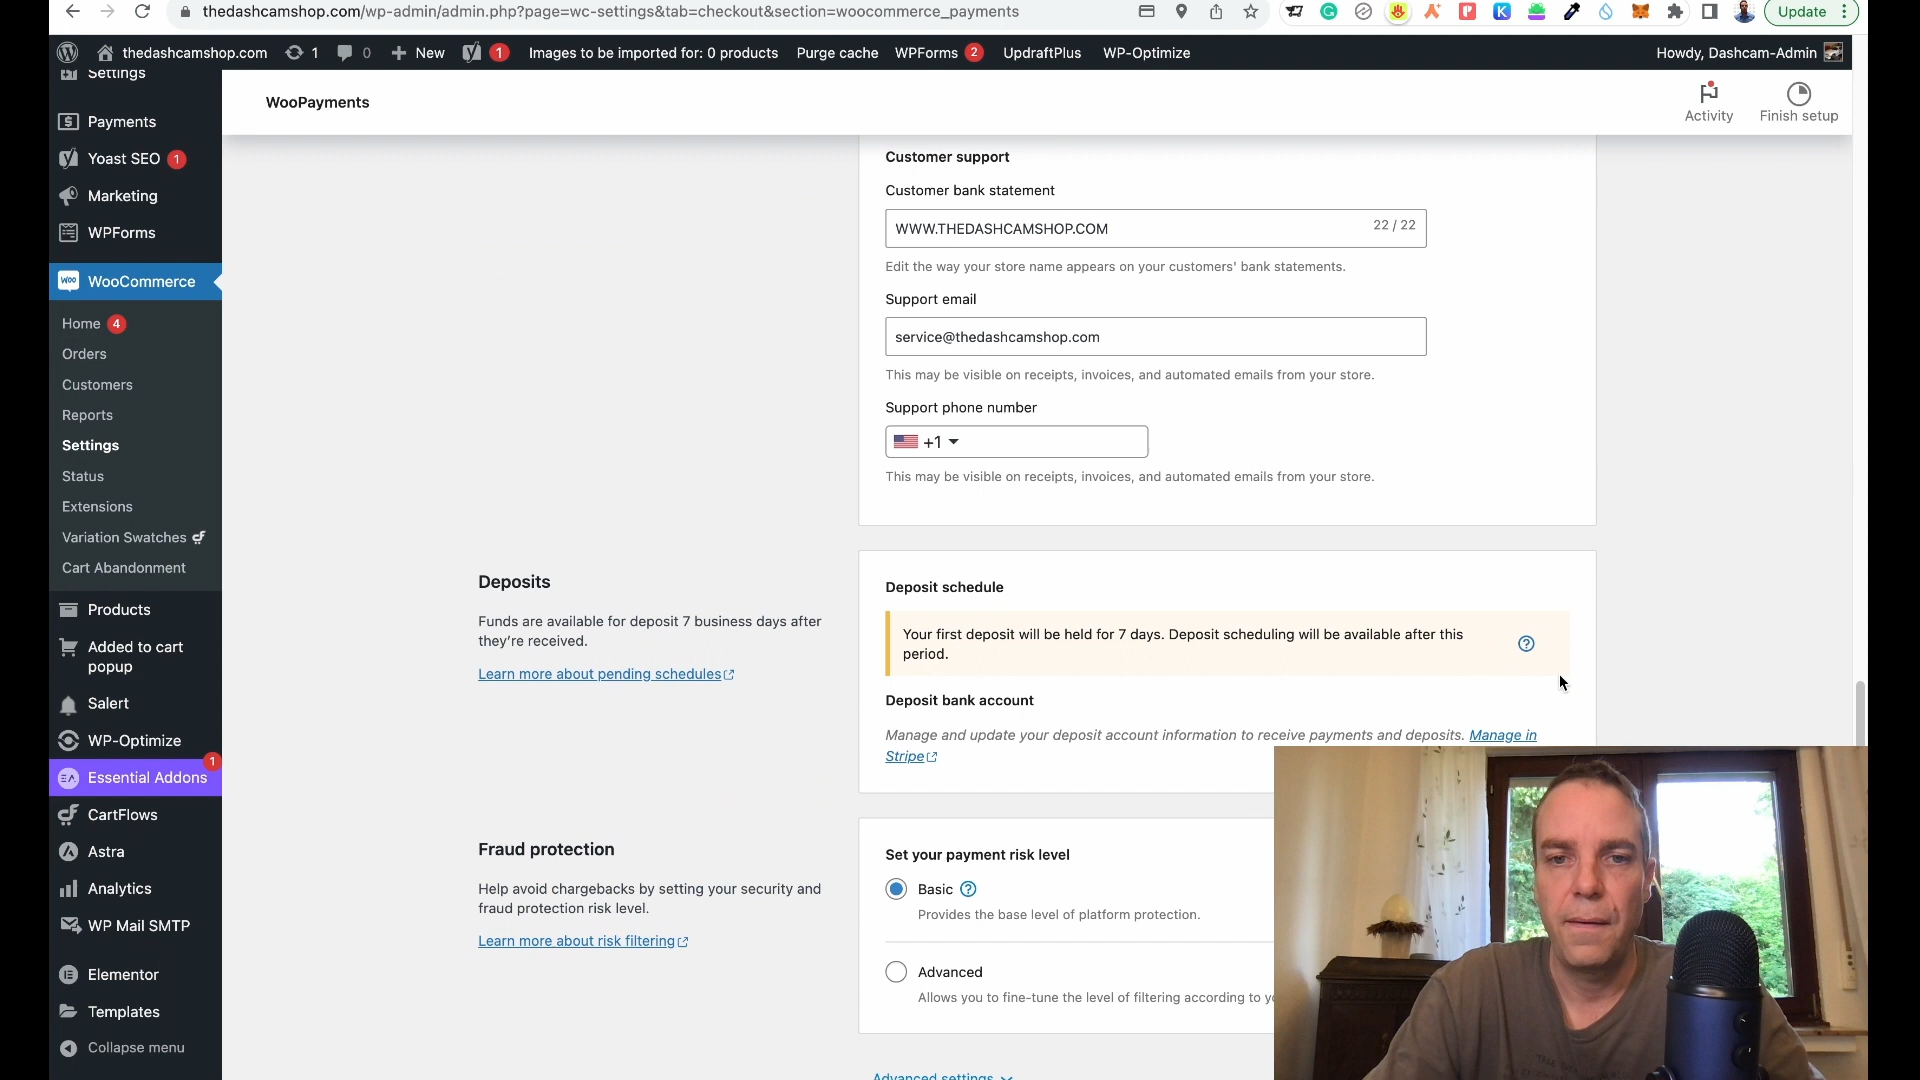 thedashcamshop.com/wp-admin/admin.php?page=wc-settings&tab=checkout&section=woocommerce_payments
Update
thedashcamshop.com
1
0
New
1
Images to be imported for: 0 products
Purge cache
WPForms 2
UpdraftPlus
WP-Optimize
Howdy, Dashcam-Admin
Settings
Payments
Yoast SEO 1
Marketing
WPForms
WooCommerce
Home 4
Orders
Customers
Reports
Settings
Status
Extensions
Variation Swatches
Cart Abandonment
Products
Added to cart
popup
Salert
WP-Optimize
Essential Addons
1
CartFlows
Astra
Analytics
WP Mail SMTP
Elementor
Templates
Collapse menu
WooPayments
Activity
Finish setup
Customer support
Customer bank statement
WWW.THEDASHCAMSHOP.COM
22 / 22
Edit the way your store name appears on your customers' bank statements.
Support email
service@thedashcamshop.com
This may be visible on receipts, invoices, and automated emails from your store.
Support phone number
+1
This may be visible on receipts, invoices, and automated emails from your store.
Deposits
Funds are available for deposit 7 business days after
they're received.
Learn more about pending schedules
Deposit schedule
Your first deposit will be held for 7 days. Deposit scheduling will be available after this
period.
Deposit bank account
Manage and update your deposit account information to receive payments and deposits. Manage in
Stripe
Fraud protection
Help avoid chargebacks by setting your security and
fraud protection risk level.
Learn more about risk filtering
Set your payment risk level
Basic
Provides the base level of platform protection.
Advanced
Allows you to fine-tune the level of filtering according to
Advanced settings